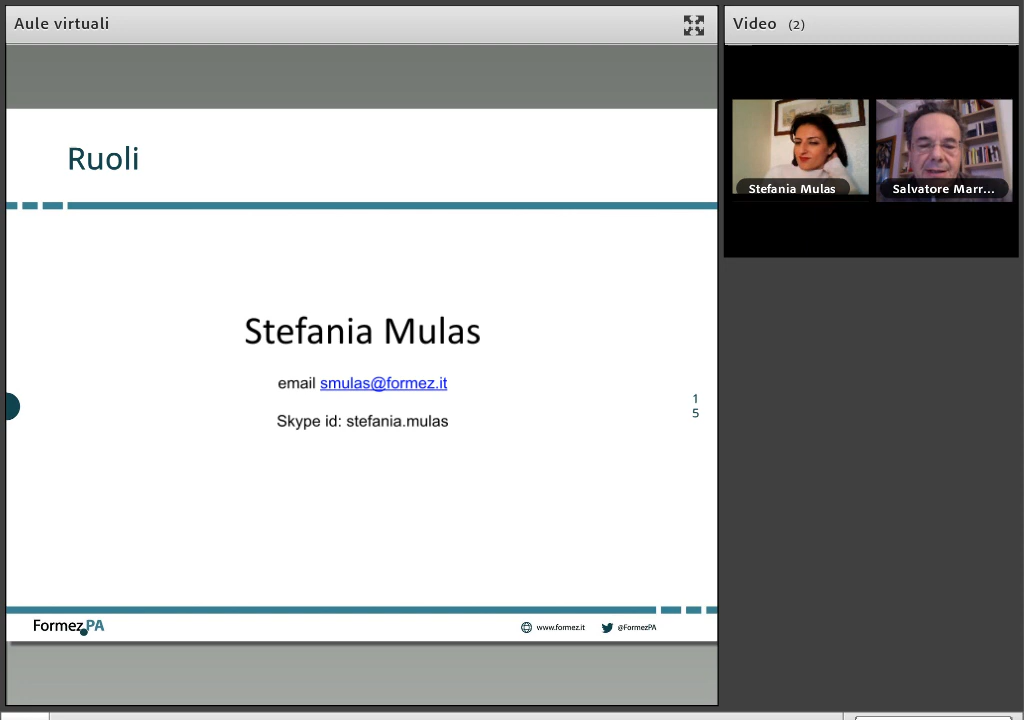 Aule virtuali
Video (2)
Stefania Mulas
Salvatore Marr...
Ruoli
Stefania Mulas
email smulas@formez.it
Skype id: stefania.mulas
1
5
FormezPA
www.formez.it
@FormezPA